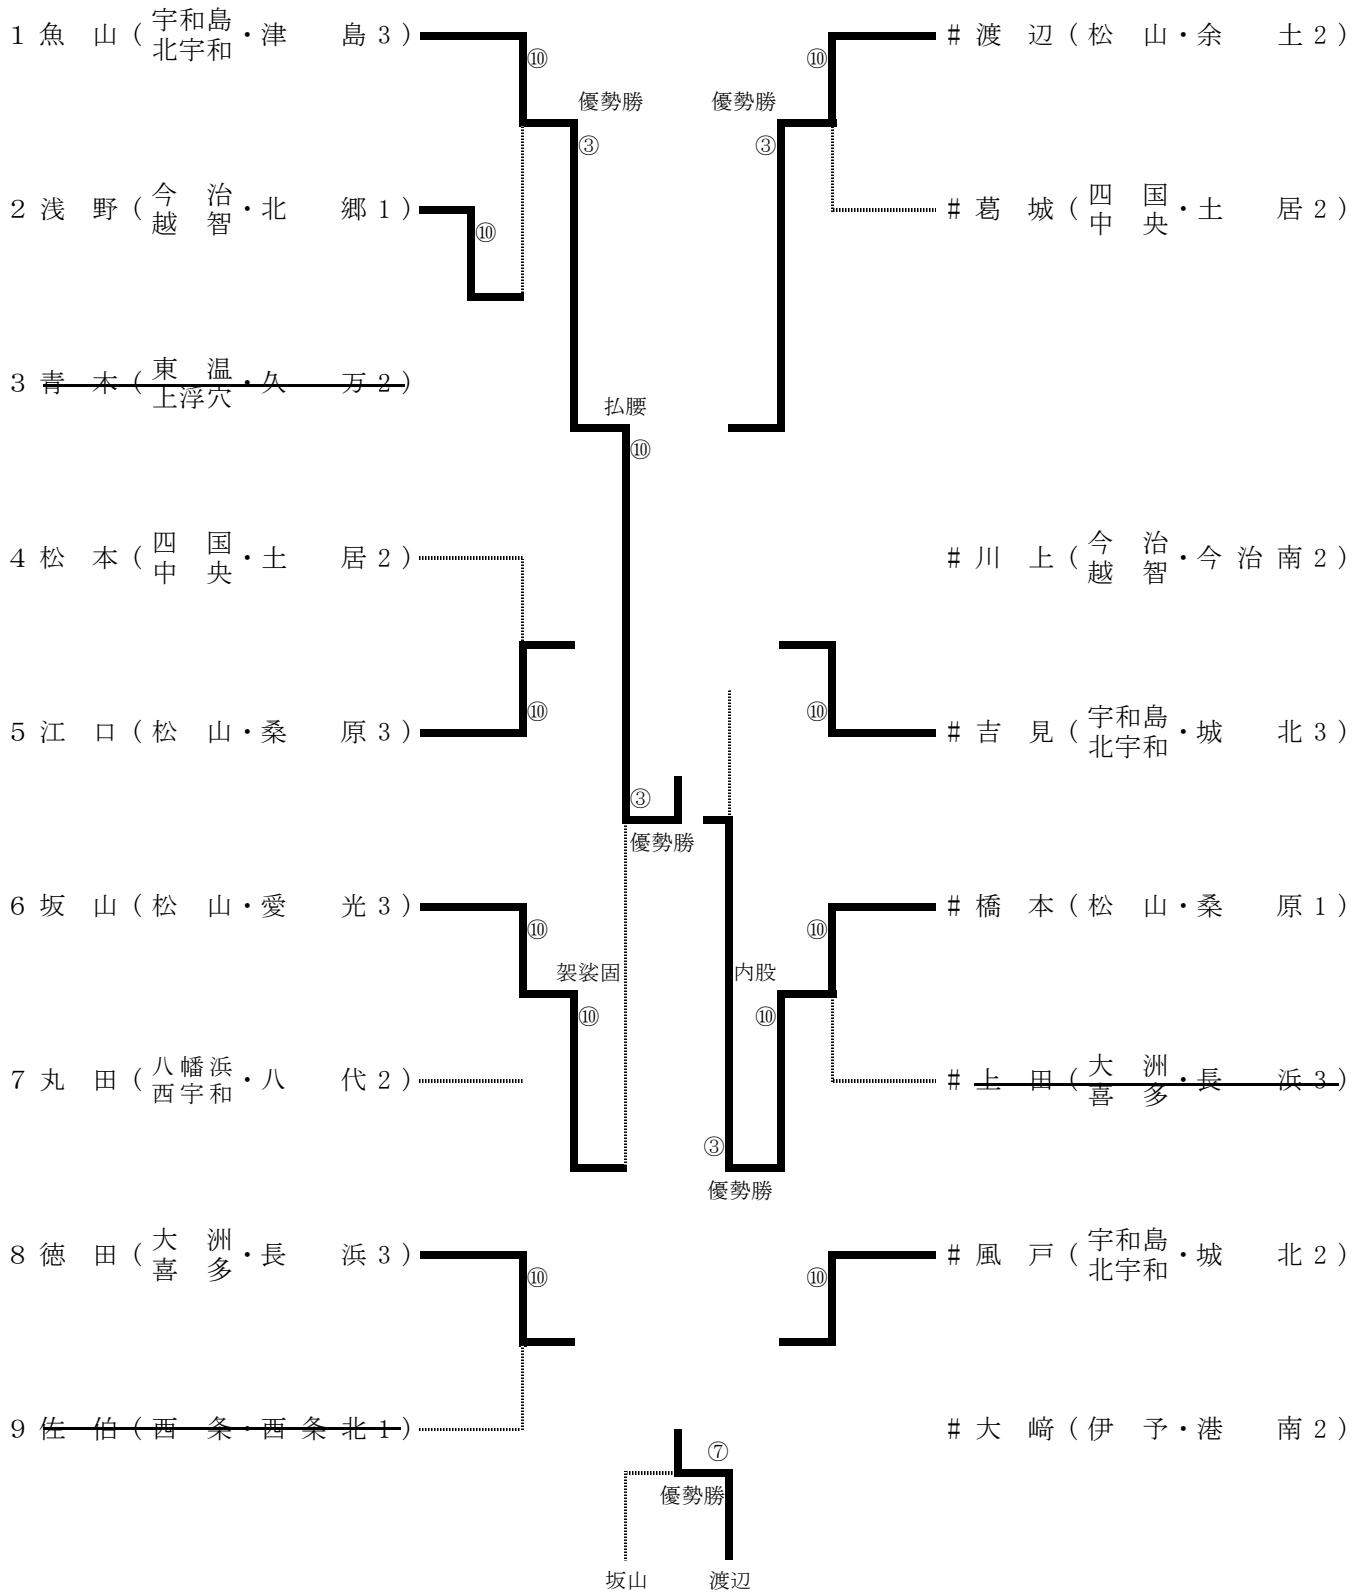 1 魚 山 ( 宇和島 北宇和 ・ 津 島 3 )
⑩
優勢勝
③
2 浅 野 ( 今 治 越 智 ・ 北 郷 1 )
⑩
3 青 木 ( 東 温 上浮穴 ・ 久 万 2 )
払腰
⑩
4 松 本 ( 四 国 中 央 ・ 土 居 2 )
5 江 口 ( 松 山 ・ 桑 原 3 )
⑩
③
優勢勝
6 坂 山 ( 松 山 ・ 愛 光 3 )
⑩
袈裟固
⑩
7 丸 田 ( 八幡浜 西宇和 ・ 八 代 2 )
8 徳 田 ( 大 洲 喜 多 ・ 長 浜 3 )
⑩
9 佐 伯 ( 西 条 ・ 西 条 北 1 )
# 渡 辺 ( 松 山 ・ 余 土 2 )
⑩
優勢勝
③
# 葛 城 ( 四 国 中 央 ・ 土 居 2 )
# 川 上 ( 今 治 越 智 ・ 今 治 南 2 )
# 吉 見 ( 宇和島 北宇和 ・ 城 北 3 )
⑩
# 橋 本 ( 松 山 ・ 桑 原 1 )
⑩
内股
⑩
# 上 田 ( 大 洲 喜 多 ・ 長 浜 3 )
③
優勢勝
# 風 戸 ( 宇和島 北宇和 ・ 城 北 2 )
⑩
# 大 﨑 ( 伊 予 ・ 港 南 2 )
⑦
優勢勝
坂山 渡辺